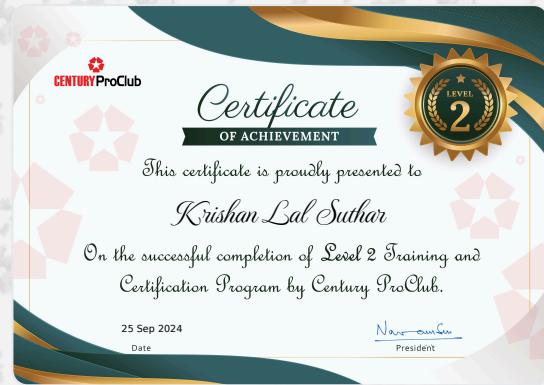 CENTURY ProClub
Certificate
OF ACHIEVEMENT
LEVEL
2
This certificate is proudly presented to
Krishan Lal Suthar
On the successful completion of Level 2 Training and
Certification Program by Century ProClub.
25 Sep 2024
Date
President